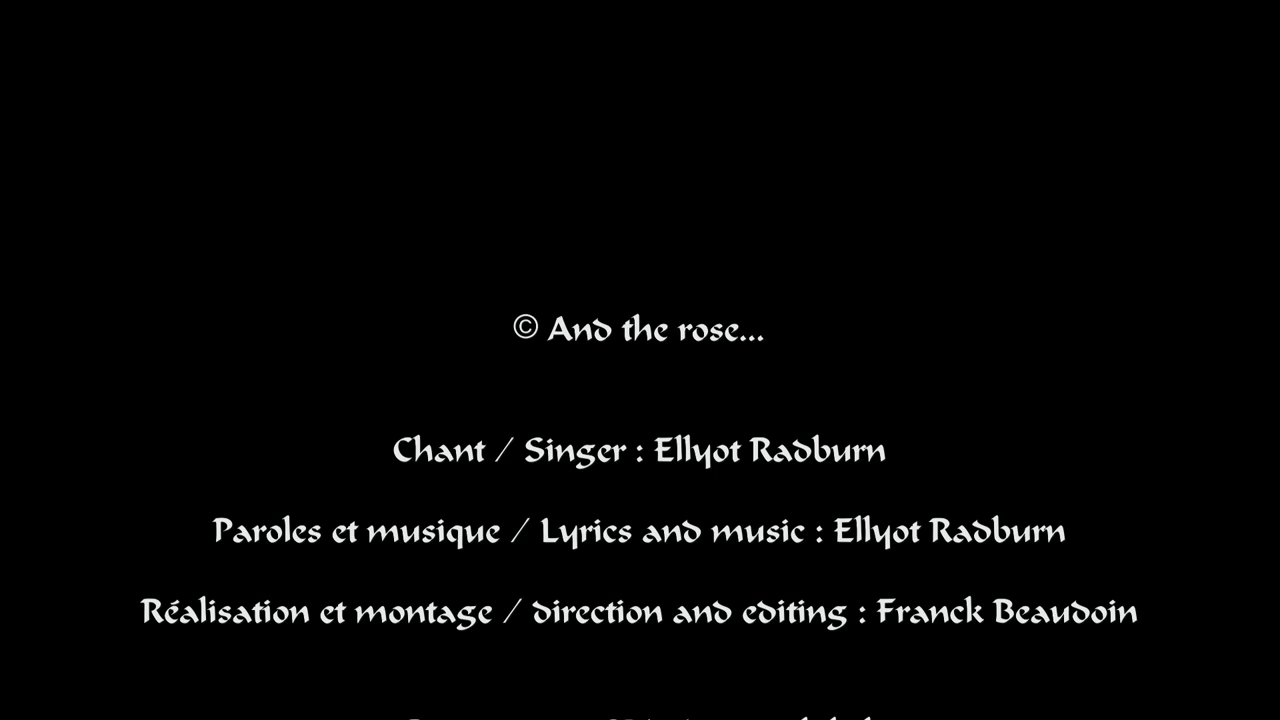 © And the rose...
Chant / Singer : Ellyot Radburn
Paroles et musique / Lyrics and music : Ellyot Radburn
Réalisation et montage / direction and editing : Franck Beaudoin